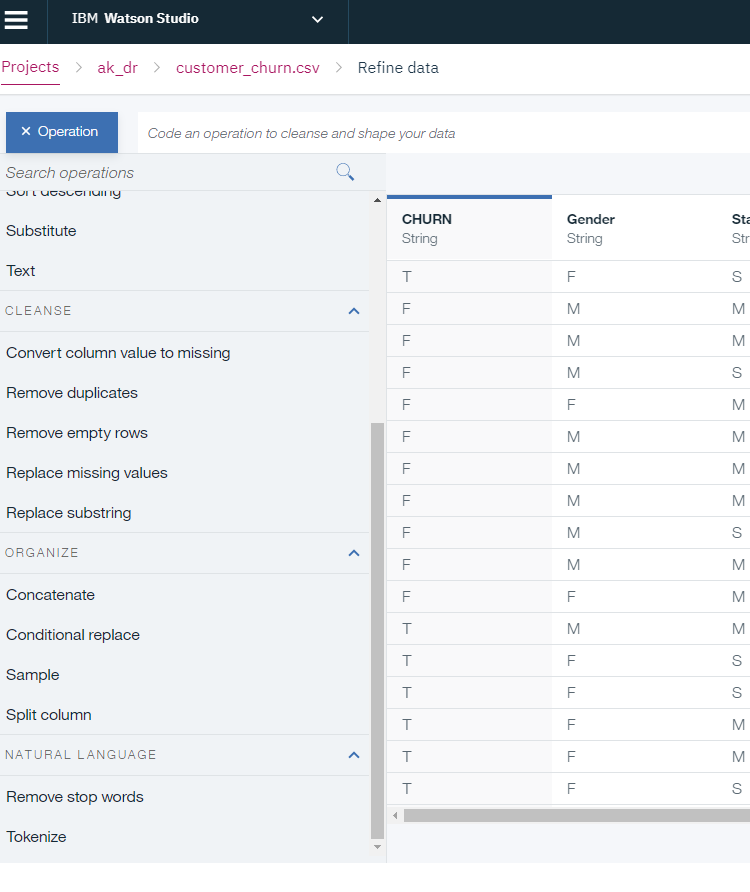 IBM Watson Studio
Projects > ak_dr > customer_churn.csv > Refine data
× Operation
Code an operation to cleanse and shape your data
Search operations
Sort descending
Substitute
Text
CLEANSE
Convert column value to missing
Remove duplicates
Remove empty rows
Replace missing values
Replace substring
ORGANIZE
Concatenate
Conditional replace
Sample
Split column
NATURAL LANGUAGE
Remove stop words
Tokenize
CHURN Gender Sta
String String Str
T F S
F M M
F M M
F M S
F F M
F M M
F M M
F M M
F M S
F M M
F F M
T M M
T F S
T F S
T F M
T F M
T F S